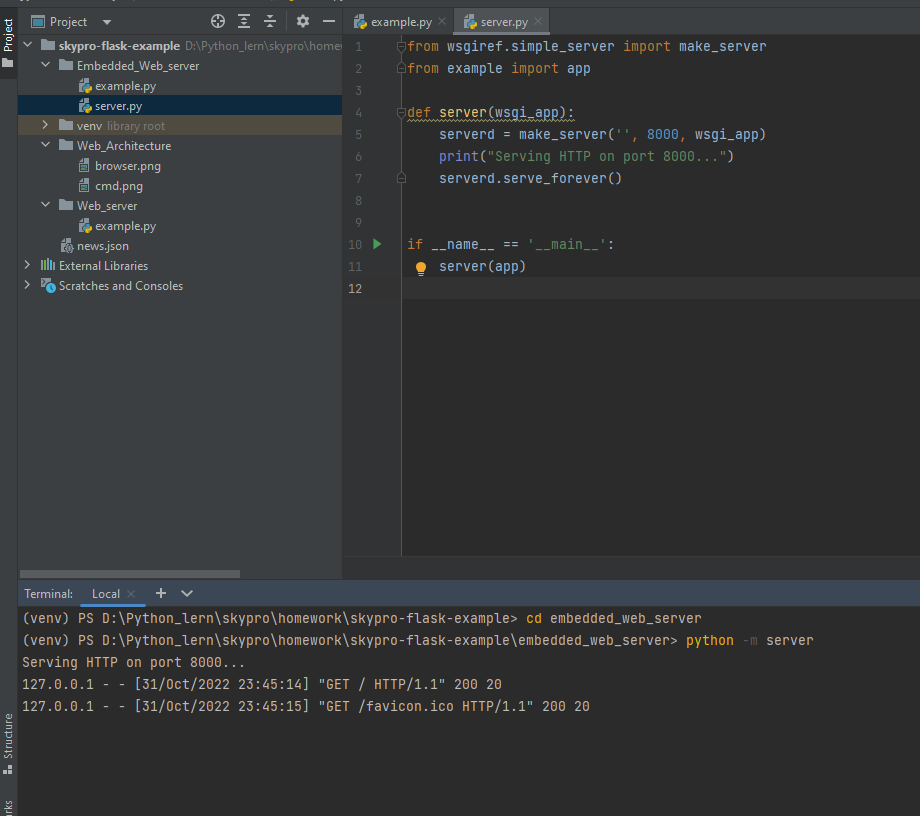 Project
Project
skypro-flask-example D:\Python_lern\skypro\home
Embedded_Web_server
example.py
server.py
venv library root
Web_Architecture
browser.png
cmd.png
Web_server
example.py
news.json
External Libraries
Scratches and Consoles
example.py
server.py
1 from wsgiref.simple_server import make_server
2 from example import app
3
4 def server(wsgi_app):
5 serverd = make_server('', 8000, wsgi_app)
6 print("Serving HTTP on port 8000...")
7 serverd.serve_forever()
8
9
10 if __name__ == '__main__':
11 server(app)
12
Terminal: Local
(venv) PS D:\Python_lern\skypro\homework\skypro-flask-example> cd embedded_web_server
(venv) PS D:\Python_lern\skypro\homework\skypro-flask-example\embedded_web_server> python -m server
Serving HTTP on port 8000...
127.0.0.1 - - [31/Oct/2022 23:45:14] "GET / HTTP/1.1" 200 20
127.0.0.1 - - [31/Oct/2022 23:45:15] "GET /favicon.ico HTTP/1.1" 200 20
Structure